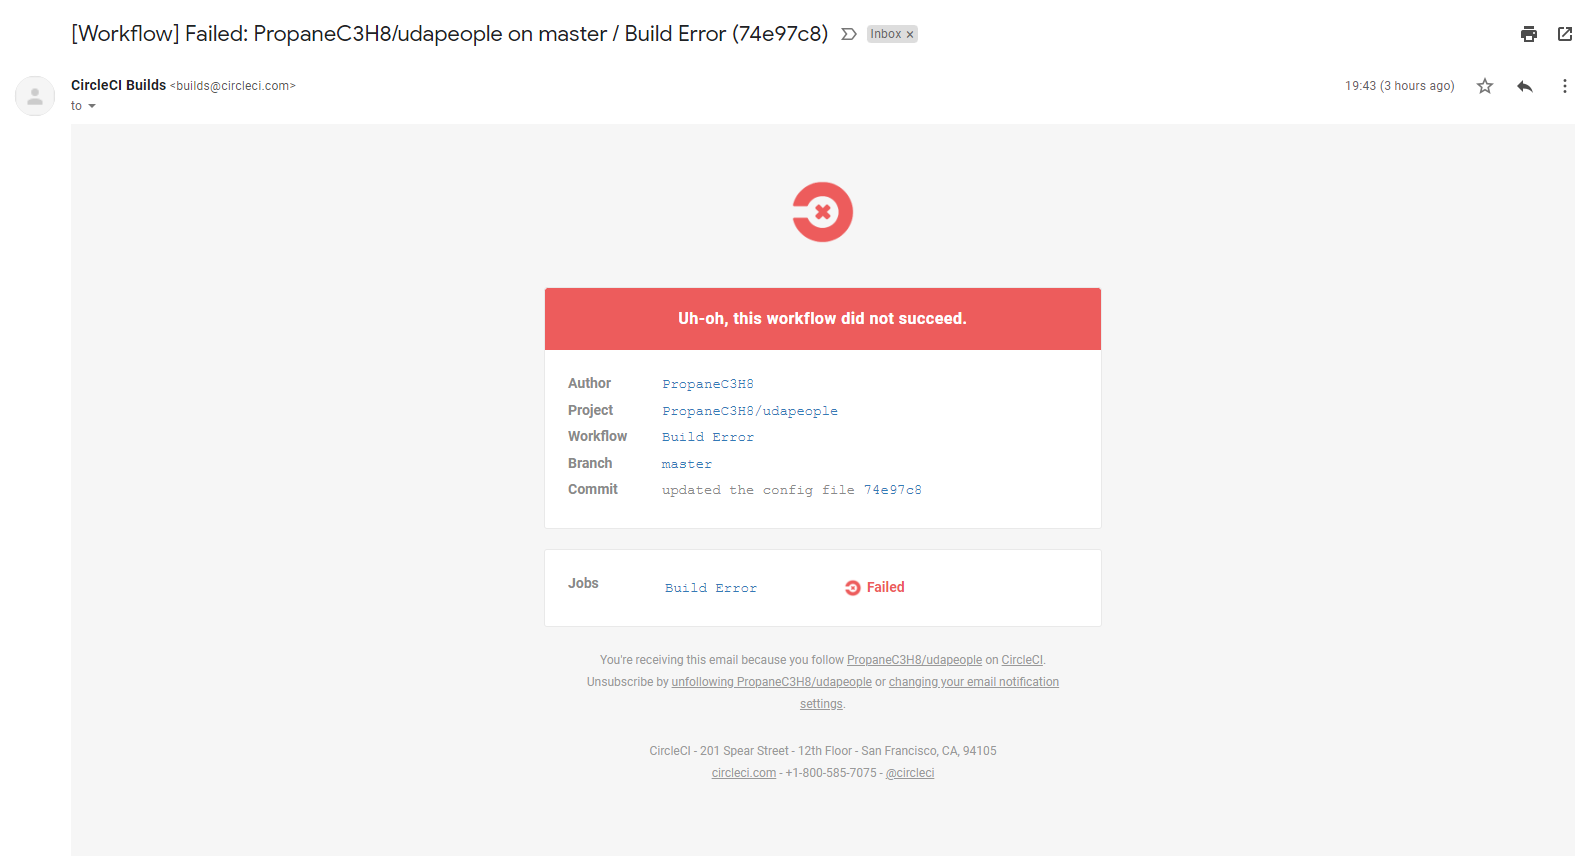 [Workflow] Failed: PropaneC3H8/udapeople on master / Build Error (74e97c8) Inbox ×
CircleCI Builds <builds@circleci.com> 19:43 (3 hours ago)
to
Uh-oh, this workflow did not succeed.
Author PropaneC3H8
Project PropaneC3H8/udapeople
Workflow Build Error
Branch master
Commit updated the config file 74e97c8
Jobs Build Error Failed
You're receiving this email because you follow PropaneC3H8/udapeople on CircleCI.
Unsubscribe by unfollowing PropaneC3H8/udapeople or changing your email notification
settings.
CircleCI - 201 Spear Street - 12th Floor - San Francisco, CA, 94105
circleci.com - +1-800-585-7075 - @circleci